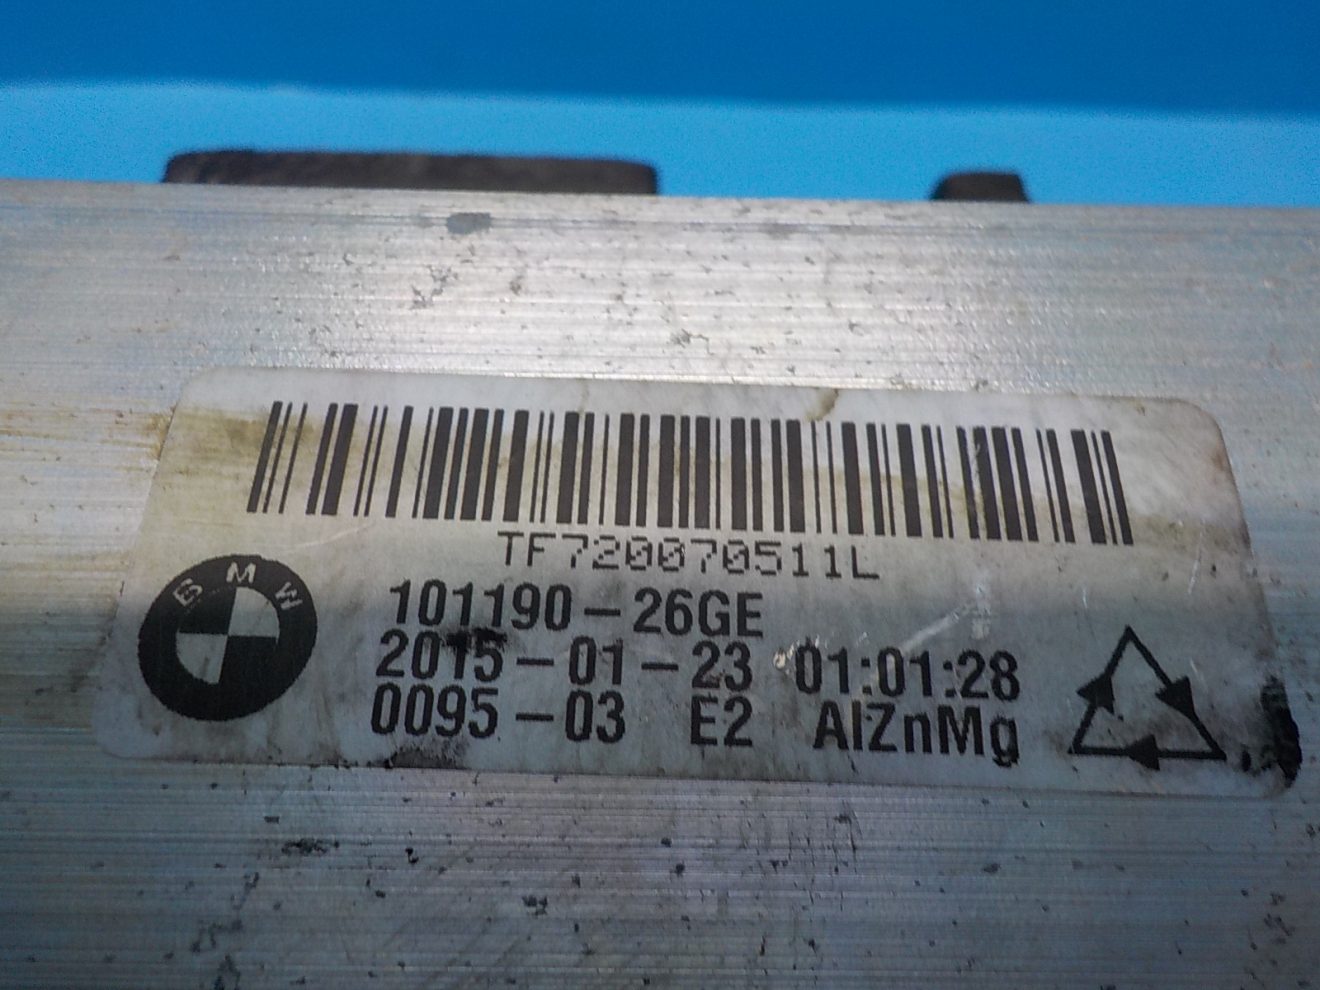 TF720070511L
BMW
101190-26GE
2015-01-23 01:01:28
0095-03 E2 AlZnMg